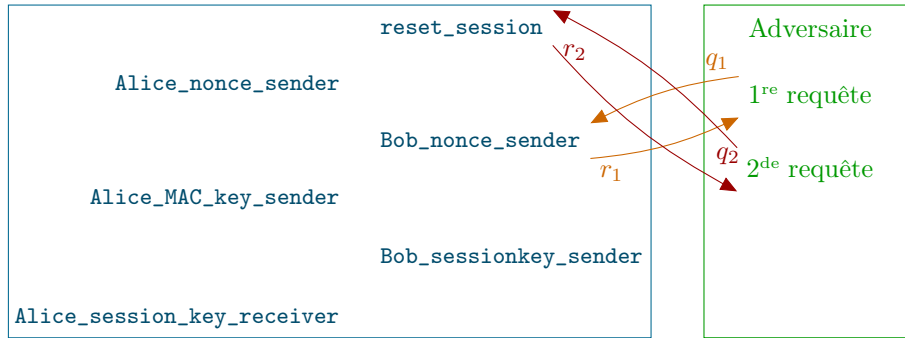 reset_session
Adversaire
r₂
q₁
Alice_nonce_sender
1ʳᵉ requête
Bob_nonce_sender
q₂
r₁
2ᵈᵉ requête
Alice_MAC_key_sender
Bob_sessionkey_sender
Alice_session_key_receiver